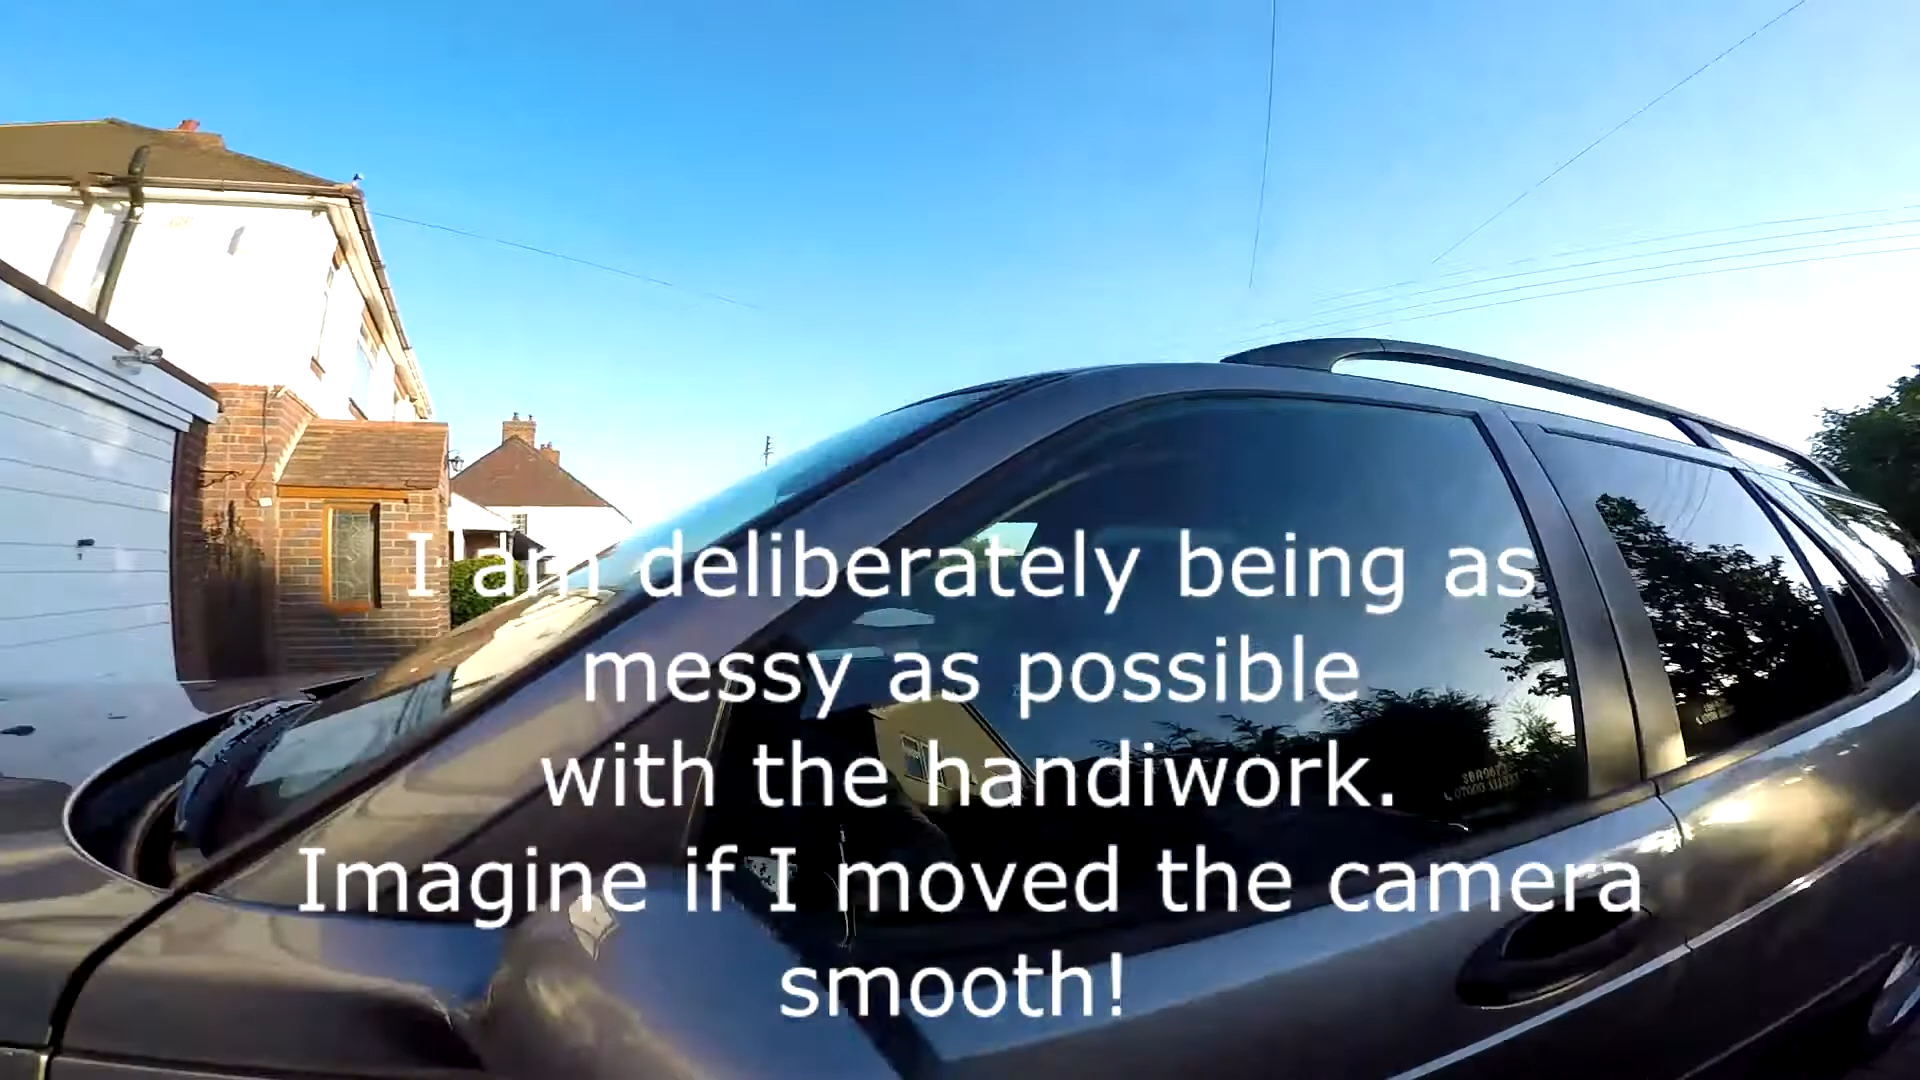 I am deliberately being as
messy as possible
with the handiwork.
Imagine if I moved the camera
smooth!